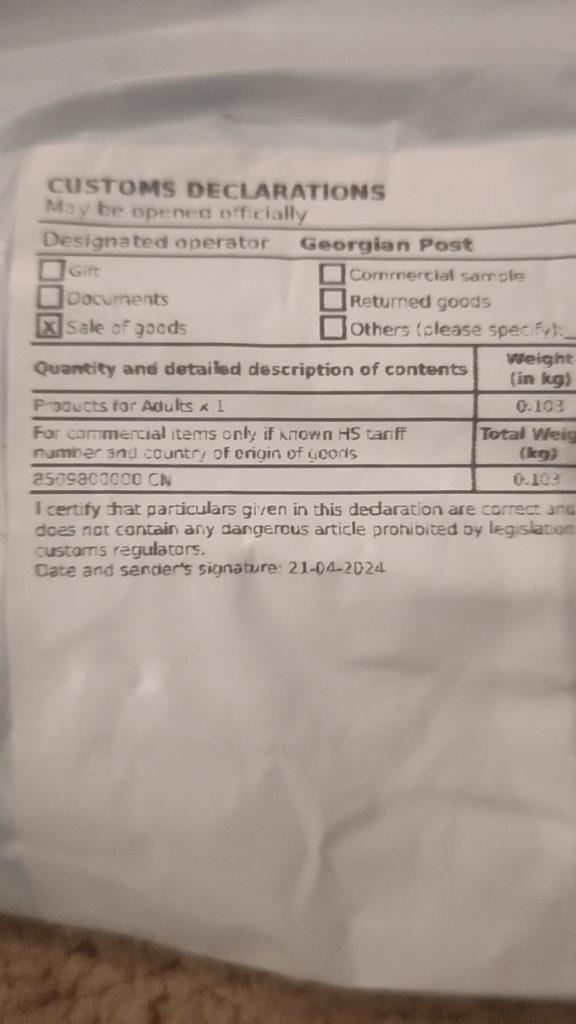 CUSTOMS DECLARATIONS
May be opened officially
Designated operator Georgian Post
Gift
Commercial sample
Documents
Returned goods
X Sale of goods
Others (please specify):_
Quantity and detailed description of contents
Weight
(in kg)
Products for Adults x 1
0.103
For commercial items only if known HS tariff
number and country of origin of goods
Total Weig
(kg)
8509800000 CN
0.103
I certify that particulars given in this declaration are correct and
does not contain any dangerous article prohibited by legislation
customs regulators.
Date and sender's signature: 21-04-2024